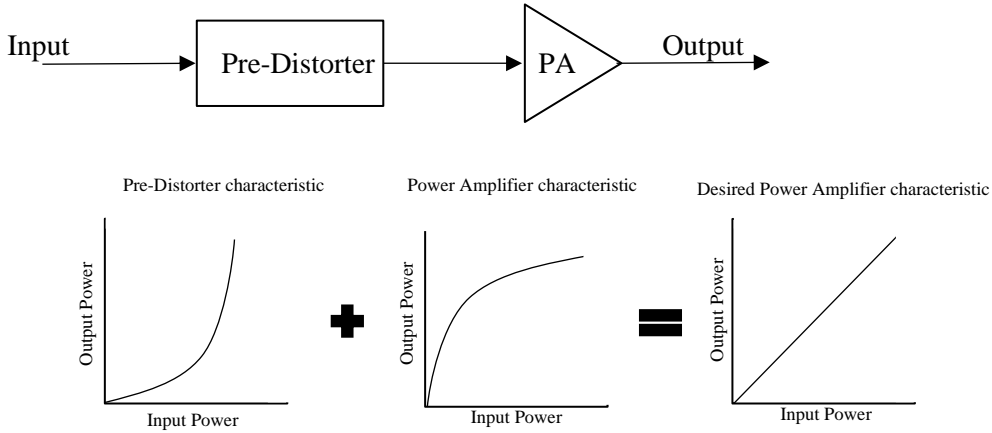 Input
Pre-Distorter
PA
Output
Pre-Distorter characteristic
Power Amplifier characteristic
Desired Power Amplifier characteristic
Output Power
Input Power
Output Power
Input Power
Output Power
Input Power